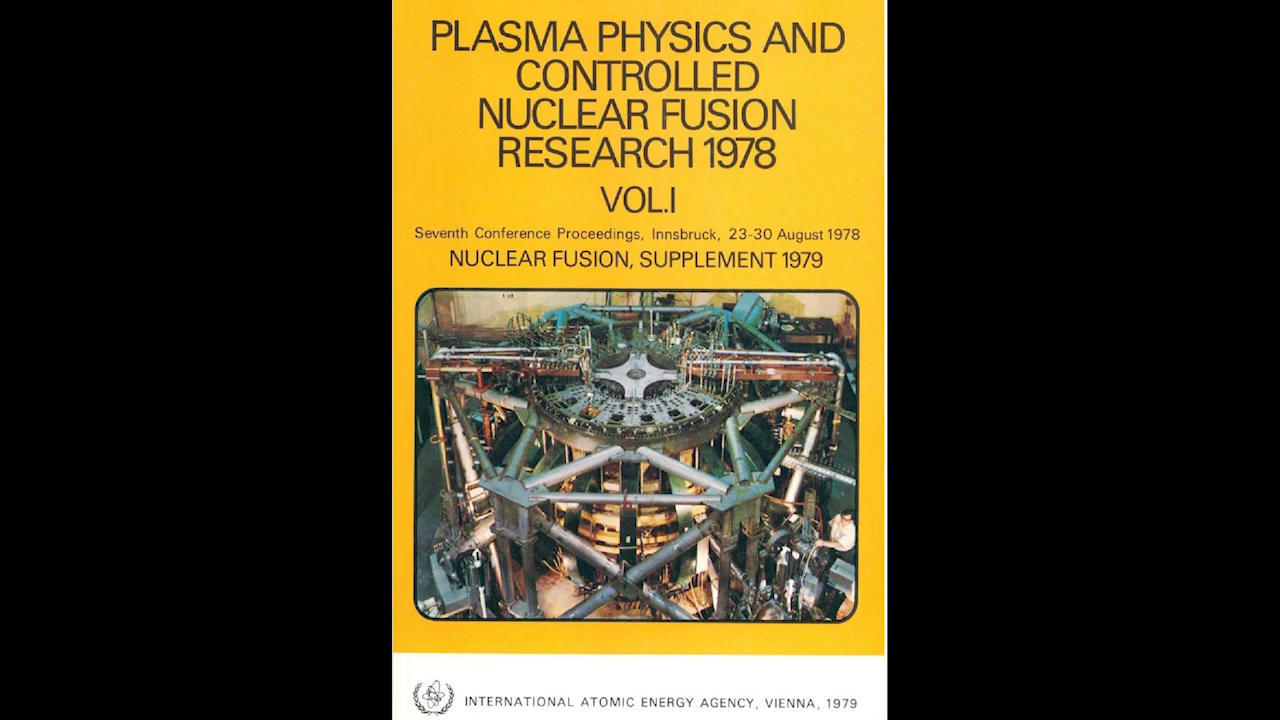 PLASMA PHYSICS AND
CONTROLLED
NUCLEAR FUSION
RESEARCH 1978
VOL.I
Seventh Conference Proceedings, Innsbruck, 23-30 August 1978
NUCLEAR FUSION, SUPPLEMENT 1979
INTERNATIONAL ATOMIC ENERGY AGENCY, VIENNA, 1979